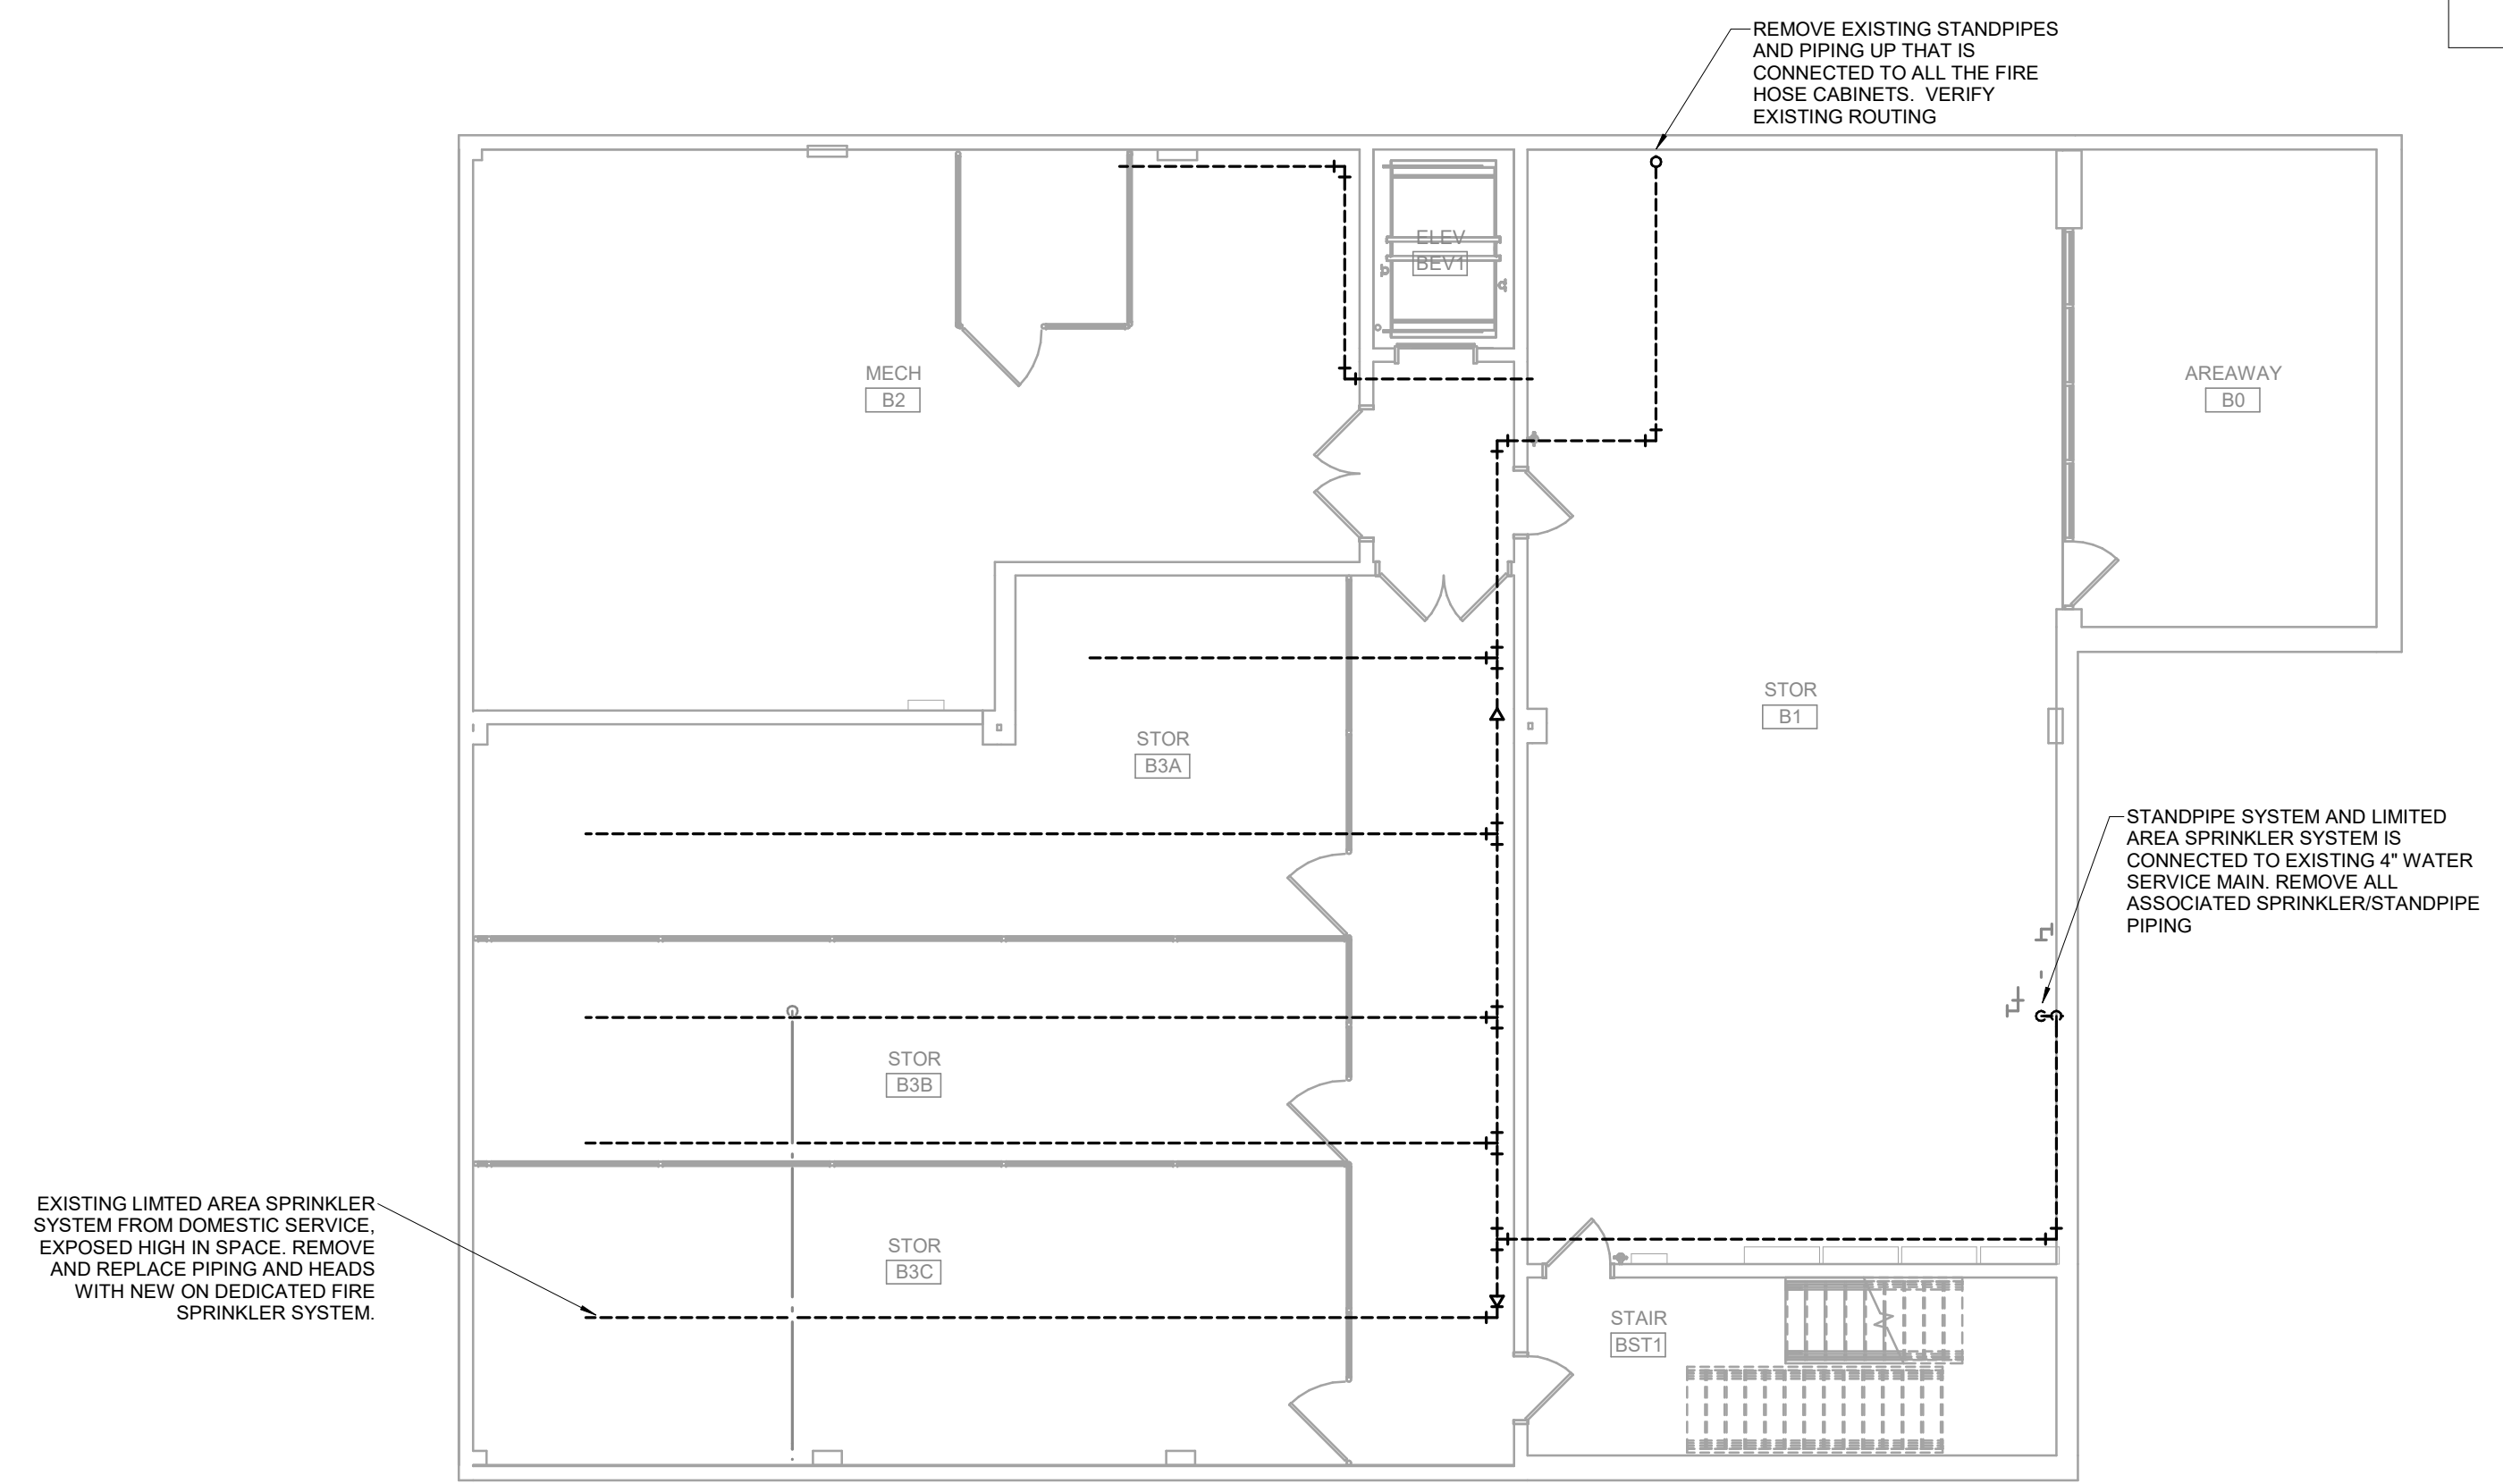 REMOVE EXISTING STANDPIPES
AND PIPING UP THAT IS
CONNECTED TO ALL THE FIRE
HOSE CABINETS. VERIFY
EXISTING ROUTING
ELEV
BEV1
MECH
B2
AREAWAY
B0
STOR
B1
STOR
B3A
STANDPIPE SYSTEM AND LIMITED
AREA SPRINKLER SYSTEM IS
CONNECTED TO EXISTING 4" WATER
SERVICE MAIN. REMOVE ALL
ASSOCIATED SPRINKLER/STANDPIPE
PIPING
STOR
B3B
EXISTING LIMTED AREA SPRINKLER
SYSTEM FROM DOMESTIC SERVICE,
EXPOSED HIGH IN SPACE. REMOVE
AND REPLACE PIPING AND HEADS
WITH NEW ON DEDICATED FIRE
SPRINKLER SYSTEM.
STOR
B3C
STAIR
BST1